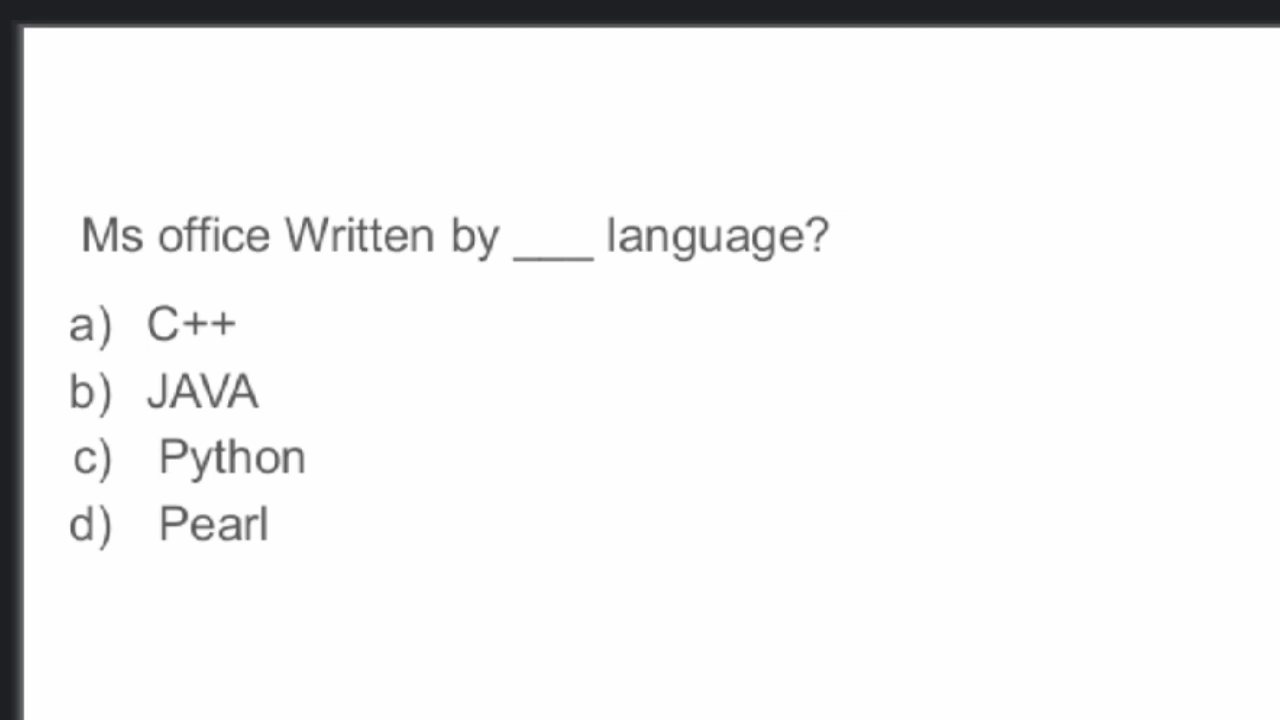 Ms office Written by ___ language?
a) C++
b) JAVA
c) Python
d) Pearl